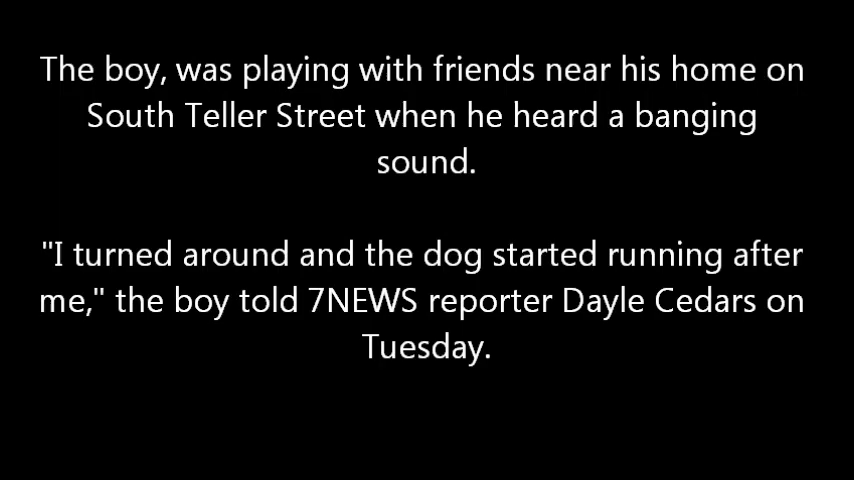 The boy, was playing with friends near his home on
South Teller Street when he heard a banging
sound.
"I turned around and the dog started running after
me," the boy told 7NEWS reporter Dayle Cedars on
Tuesday.